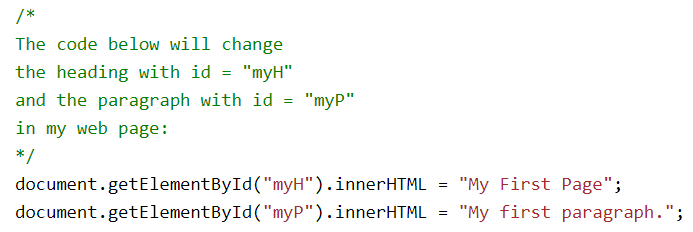 /*
The code below will change
the heading with id = "myH"
and the paragraph with id = "myP"
in my web page:
*/
document.getElementById("myH").innerHTML = "My First Page";
document.getElementById("myP").innerHTML = "My first paragraph.";